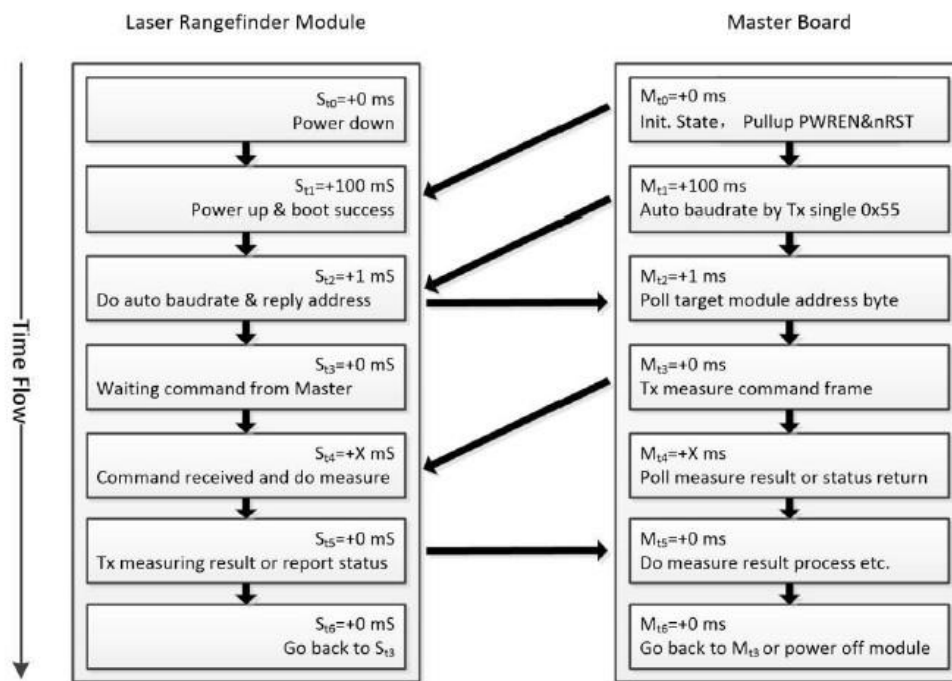 Laser Rangefinder Module
Master Board
Time Flow
St0=+0 ms
Power down
St1=+100 mS
Power up & boot success
St2=+1 mS
Do auto baudrate & reply address
St3=+0 mS
Waiting command from Master
St4=+X mS
Command received and do measure
St5=+0 mS
Tx measuring result or report status
St6=+0 mS
Go back to St3
Mt0=+0 ms
Init. State， Pullup PWREN&nRST
Mt1=+100 ms
Auto baudrate by Tx single 0x55
Mt2=+1 ms
Poll target module address byte
Mt3=+0 ms
Tx measure command frame
Mt4=+X ms
Poll measure result or status return
Mt5=+0 ms
Do measure result process etc.
Mt6=+0 ms
Go back to Mt3 or power off module